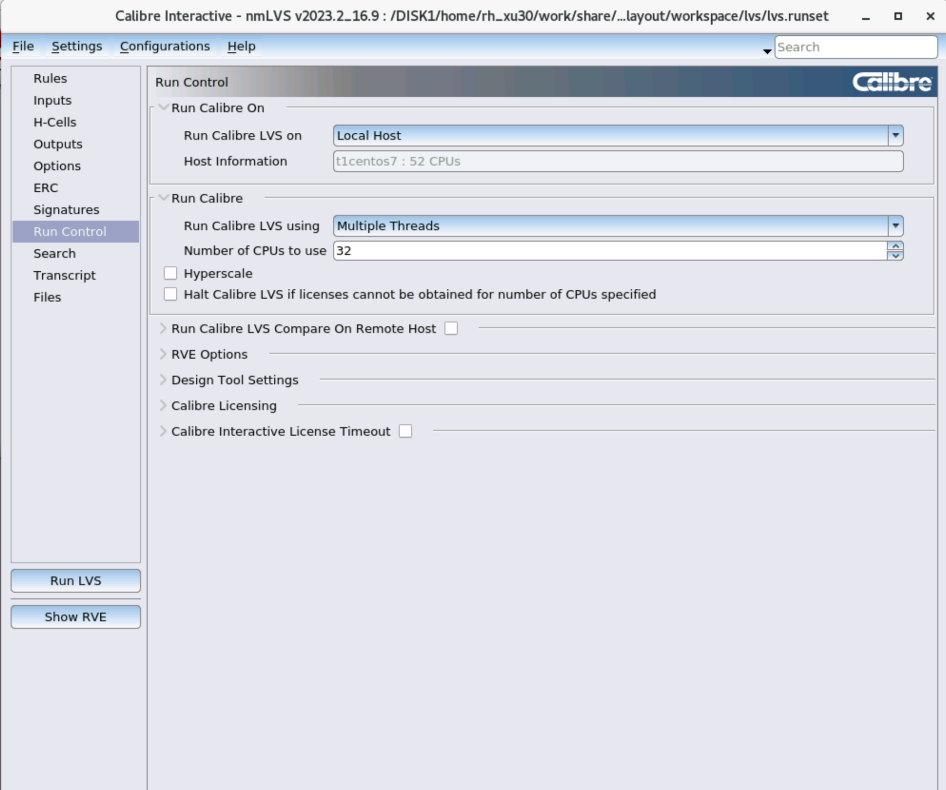 Calibre Interactive - nmLVS v2023.2_16.9 : /DISK1/home/rh_xu30/work/share/...layout/workspace/lvs/lvs.runset
File Settings Configurations Help Search
Rules
Inputs
H-Cells
Outputs
Options
ERC
Signatures
Run Control
Search
Transcript
Files
Run LVS
Show RVE
Run Control Calibre
Run Calibre On
Run Calibre LVS on Local Host
Host Information t1centos7 : 52 CPUs
Run Calibre
Run Calibre LVS using Multiple Threads
Number of CPUs to use 32
Hyperscale
Halt Calibre LVS if licenses cannot be obtained for number of CPUs specified
Run Calibre LVS Compare On Remote Host
RVE Options
Design Tool Settings
Calibre Licensing
Calibre Interactive License Timeout